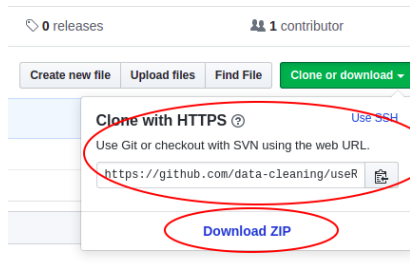 0 releases
1 contributor
Create new file Upload files Find File Clone or download
Clone with HTTPS
Use SSH
Use Git or checkout with SVN using the web URL.
https://github.com/data-cleaning/useR
Download ZIP